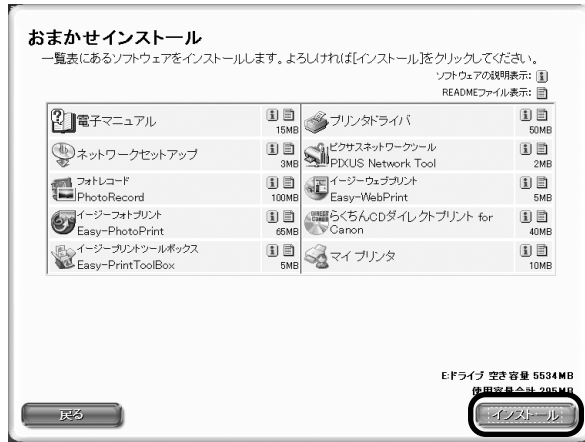 おまかせインストール
一覧表にあるソフトウェアをインストールします。よろしければ[インストール]をクリックしてください。
ソフトウェアの説明表示:
READMEファイル表示:
電子マニュアル
15MB
プリンタドライバ
50MB
ネットワークセットアップ
3MB
ピクサスネットワークツール
PIXUS Network Tool
2MB
フォトレコード
PhotoRecord
100MB
イージーウェブプリント
Easy-WebPrint
5MB
イージーフォトプリント
Easy-PhotoPrint
65MB
らくちんCDダイレクトプリント for
Canon
40MB
イージープリントツールボックス
Easy-PrintToolBox
5MB
マイ プリンタ
10MB
E:ドライブ 空き容量 5534MB
使用容量合計 295MB
戻る
インストール